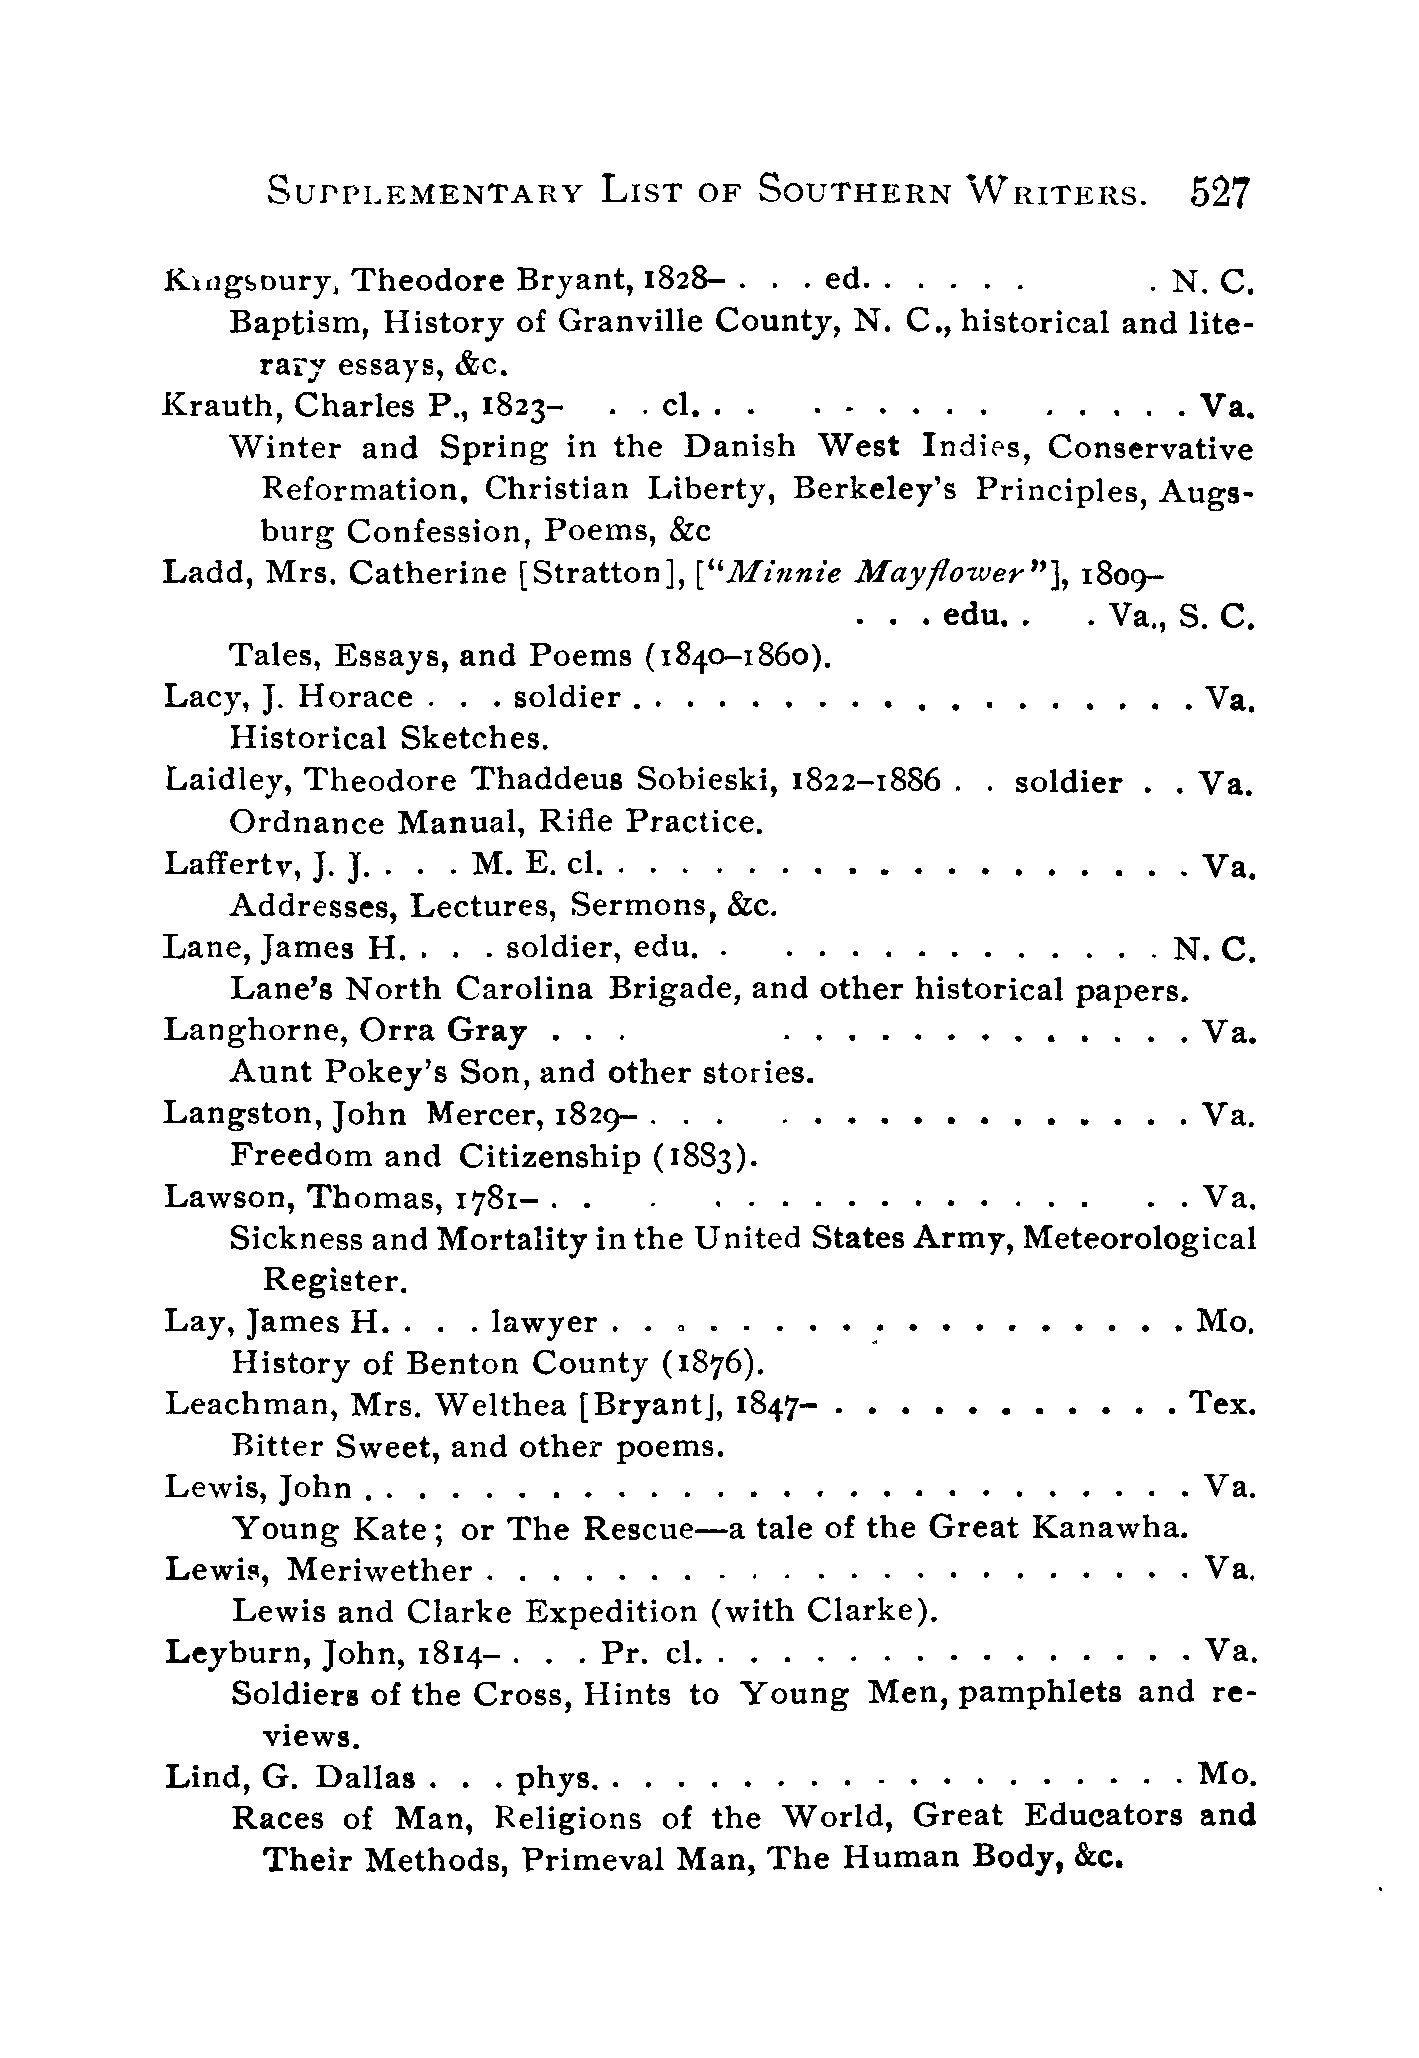 SUPPLEMENTARY LIST OF SOUTHERN WRITERS. 527
Kingsbury, Theodore Bryant, 1828– . . . ed. . . . . . . N. C.
Baptism, History of Granville County, N. C., historical and lite-
rary essays, &c.
Krauth, Charles P., 1823– . . cl. . . . . . . . . . . . . . Va.
Winter and Spring in the Danish West Indies, Conservative
Reformation, Christian Liberty, Berkeley's Principles, Augs-
burg Confession, Poems, &c
Ladd, Mrs. Catherine [Stratton], ["Minnie Mayflower"], 1809–
. . . edu. . . Va., S. C.
Tales, Essays, and Poems (1840–1860).
Lacy, J. Horace . . . soldier . . . . . . . . . . . . . . . . . . Va.
Historical Sketches.
Laidley, Theodore Thaddeus Sobieski, 1822–1886 . . soldier . . Va.
Ordnance Manual, Rifle Practice.
Lafferty, J. J. . . . M. E. cl. . . . . . . . . . . . . . . . . . . Va.
Addresses, Lectures, Sermons, &c.
Lane, James H. . . . soldier, edu. . . . . . . . . . . . . . N. C.
Lane's North Carolina Brigade, and other historical papers.
Langhorne, Orra Gray . . . . . . . . . . . . . . . . Va.
Aunt Pokey's Son, and other stories.
Langston, John Mercer, 1829– . . . . . . . . . . . . . . . . Va.
Freedom and Citizenship (1883).
Lawson, Thomas, 1781– . . . . . . . . . . . . . . . . . Va.
Sickness and Mortality in the United States Army, Meteorological
Register.
Lay, James H. . . . lawyer . . . . . . . . . . . . . . . . . . Mo.
History of Benton County (1876).
Leachman, Mrs. Welthea [Bryant], 1847– . . . . . . . . . . . Tex.
Bitter Sweet, and other poems.
Lewis, John . . . . . . . . . . . . . . . . . . . . . . . . . . Va.
Young Kate; or The Rescue—a tale of the Great Kanawha.
Lewis, Meriwether . . . . . . . . . . . . . . . . . . . . . . Va.
Lewis and Clarke Expedition (with Clarke).
Leyburn, John, 1814– . . . Pr. cl. . . . . . . . . . . . . . . . Va.
Soldiers of the Cross, Hints to Young Men, pamphlets and re-
views.
Lind, G. Dallas . . . phys. . . . . . . . . . . . . . . . . . . Mo.
Races of Man, Religions of the World, Great Educators and
Their Methods, Primeval Man, The Human Body, &c.